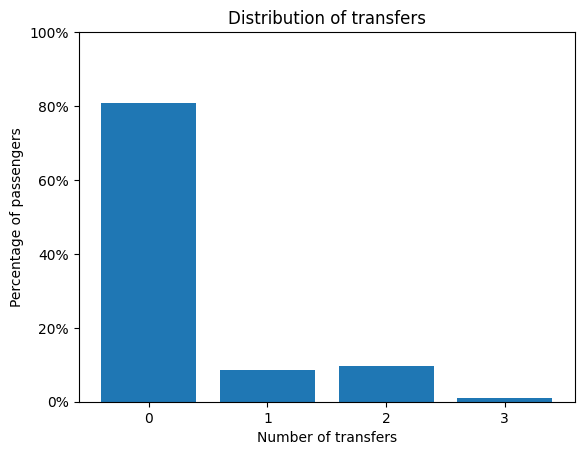 Distribution of transfers
100%
80%
60%
40%
20%
0%
Percentage of passengers
0 1 2 3
Number of transfers